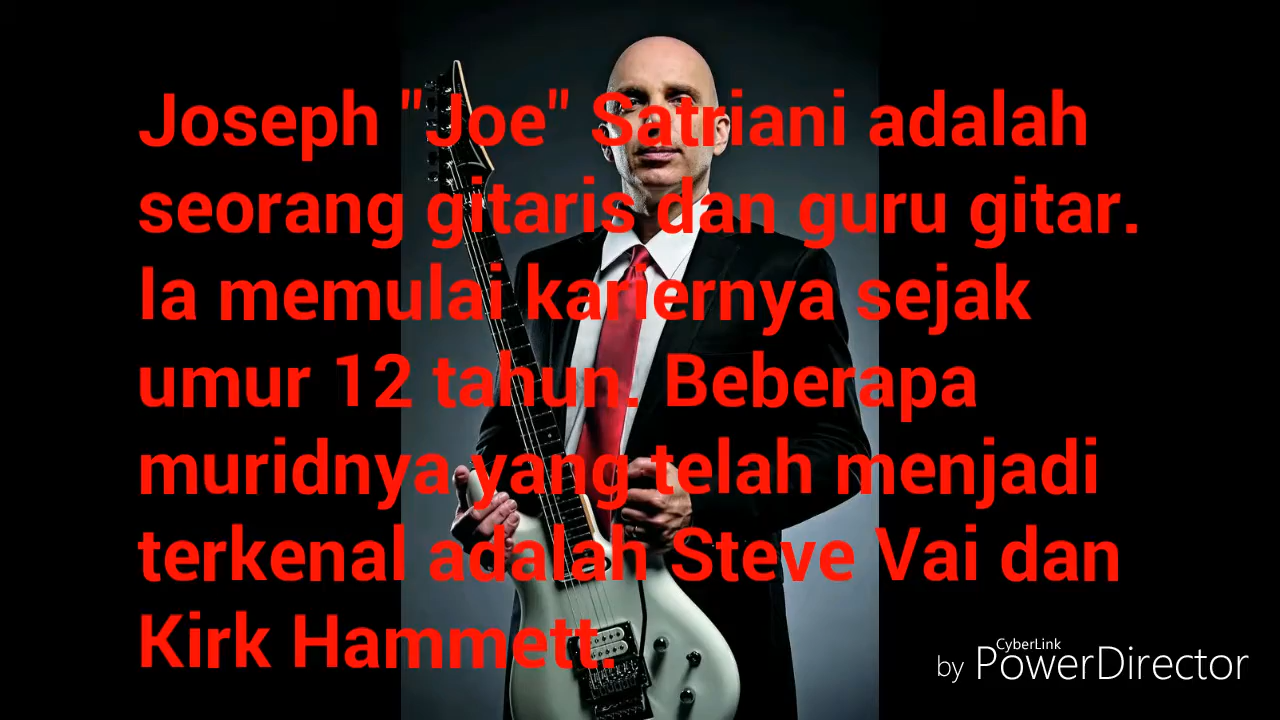 Joseph "Joe" Satriani adalah
seorang gitaris dan guru gitar.
Ia memulai kariernya sejak
umur 12 tahun. Beberapa
muridnya yang telah menjadi
terkenal adalah Steve Vai dan
Kirk Hammett.
CyberLink
by PowerDirector